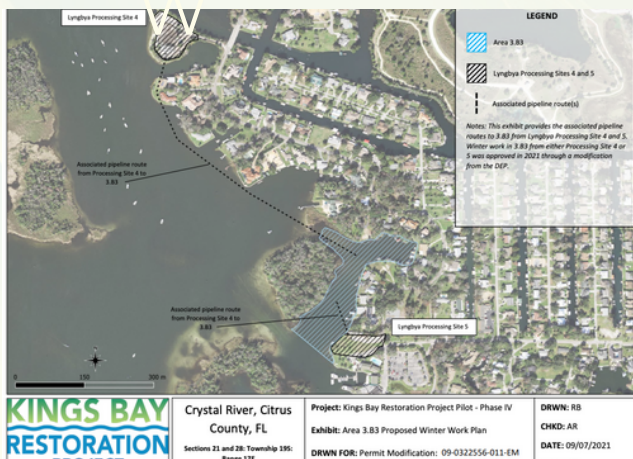 Lyngbya Processing Site 4
LEGEND
Area 3.B3
Lyngbya Processing Sites 4 and 5
Associated pipeline route(s)
Notes: This exhibit provides the associated pipeline
routes to 3.B3 from Lyngbya Processing Site 4 and 5.
Winter work in 3.B3 from either Processing Site 4 or
5 was approved in 2021 through a modification
from the DEP.
Associated pipeline route
from Processing Site 4 to
3.B3
Associated pipeline route
from Processing Site 4 to
3.B3
Lyngbya Processing Site 5
0 150 300 m
KINGS BAY
RESTORATION
PROJECT
Crystal River, Citrus
County, FL
Sections 21 and 28: Township 19S:
Range 17E
Project: Kings Bay Restoration Project Pilot - Phase IV
Exhibit: Area 3.B3 Proposed Winter Work Plan
DRWN FOR: Permit Modification: 09-0322556-011-EM
DRWN: RB
CHKD: AR
DATE: 09/07/2021